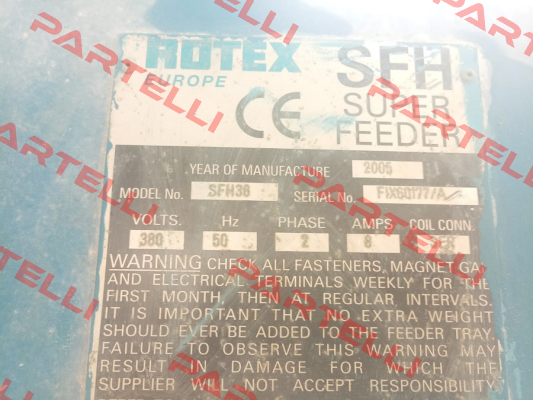 ROTEX
EUROPE
SFH
SUPER
FEEDER
CE
YEAR OF MANUFACTURE 2005
MODEL No. SFH36 SERIAL No. FIX60177/A
VOLTS. Hz PHASE AMPS COIL CONN.
380 50 2 8
WARNING CHECK ALL FASTENERS, MAGNET GA
AND ELECTRICAL TERMINALS WEEKLY FOR THE
FIRST MONTH, THEN AT REGULAR INTERVALS.
IT IS IMPORTANT THAT NO EXTRA WEIGHT
SHOULD EVER BE ADDED TO THE FEEDER TRAY.
FAILURE TO OBSERVE THIS WARNING MAY
RESULT IN DAMAGE FOR WHICH THE
SUPPLIER WILL NOT ACCEPT RESPONSIBILITY
PARTELLI
PARTELLI
PARTELLI
PARTELLI
PARTELLI
PARTELLI